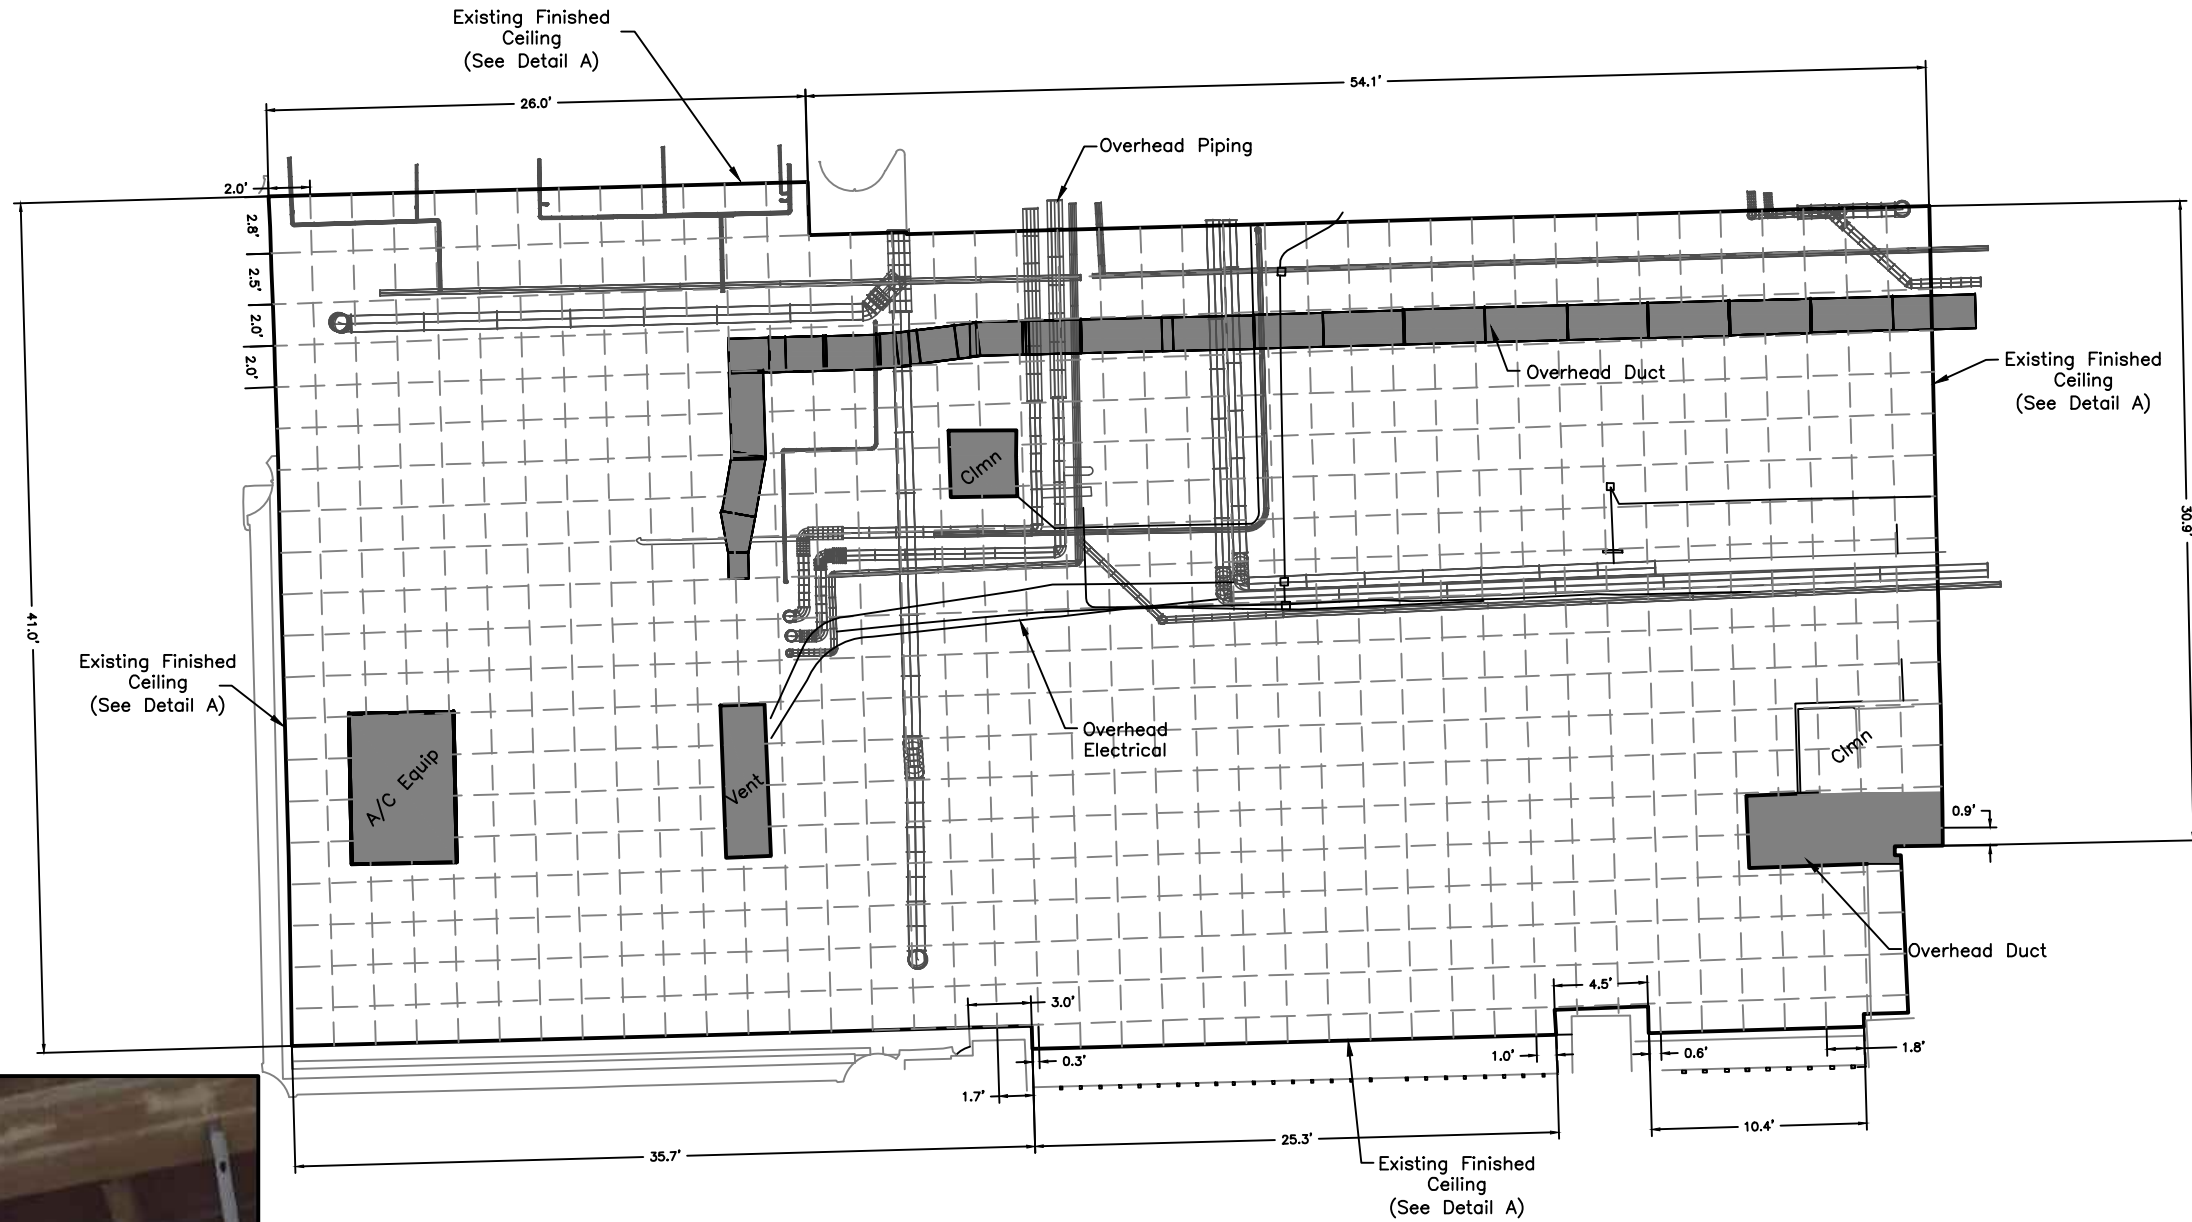 Existing Finished
Ceiling
(See Detail A)
54.1'
26.0'
Overhead Piping
2.0'
2.8'
2.5'
2.0'
2.0'
Overhead Duct
Existing Finished
Ceiling
(See Detail A)
Clmn
30.9'
41.0'
Existing Finished
Ceiling
(See Detail A)
Overhead
Electrical
Clmn
A/C Equip
Vent
0.9'
Overhead Duct
4.5'
3.0'
0.3'
1.0'
0.6'
1.8'
1.7'
10.4'
25.3'
35.7'
Existing Finished
Ceiling
(See Detail A)